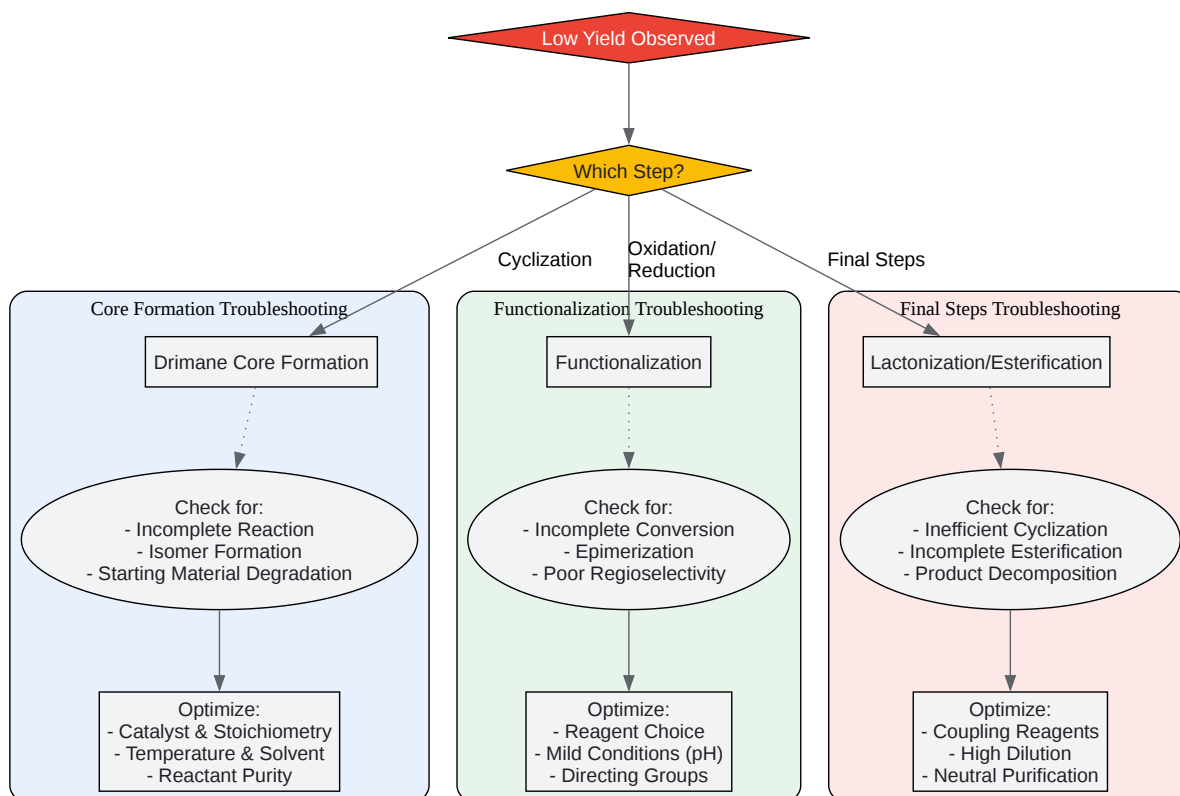 Low Yield Observed
Which Step?
Cyclization
Oxidation/
Reduction
Final Steps
Core Formation Troubleshooting
Drimane Core Formation
Check for:
- Incomplete Reaction
- Isomer Formation
- Starting Material Degradation
Optimize:
- Catalyst & Stoichiometry
- Temperature & Solvent
- Reactant Purity
Functionalization Troubleshooting
Functionalization
Check for:
- Incomplete Conversion
- Epimerization
- Poor Regioselectivity
Optimize:
- Reagent Choice
- Mild Conditions (pH)
- Directing Groups
Final Steps Troubleshooting
Lactonization/Esterification
Check for:
- Inefficient Cyclization
- Incomplete Esterification
- Product Decomposition
Optimize:
- Coupling Reagents
- High Dilution
- Neutral Purification